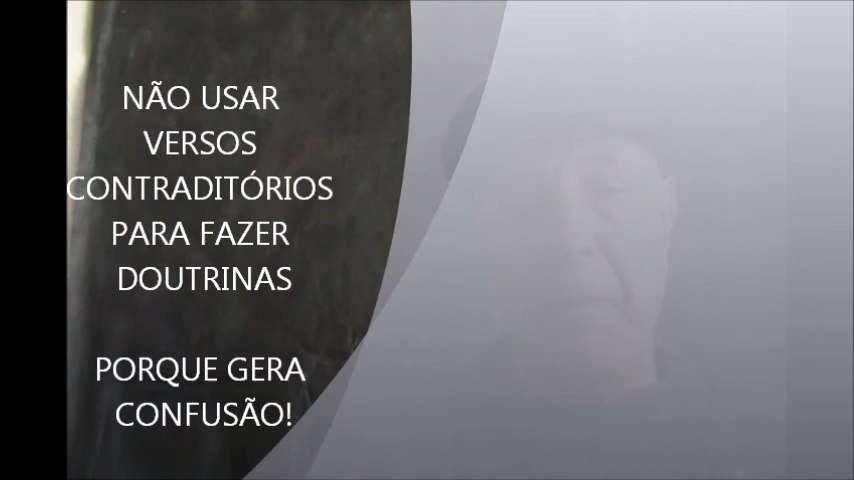 NÃO USAR
VERSOS
CONTRADITÓRIOS
PARA FAZER
DOUTRINAS
PORQUE GERA
CONFUSÃO!